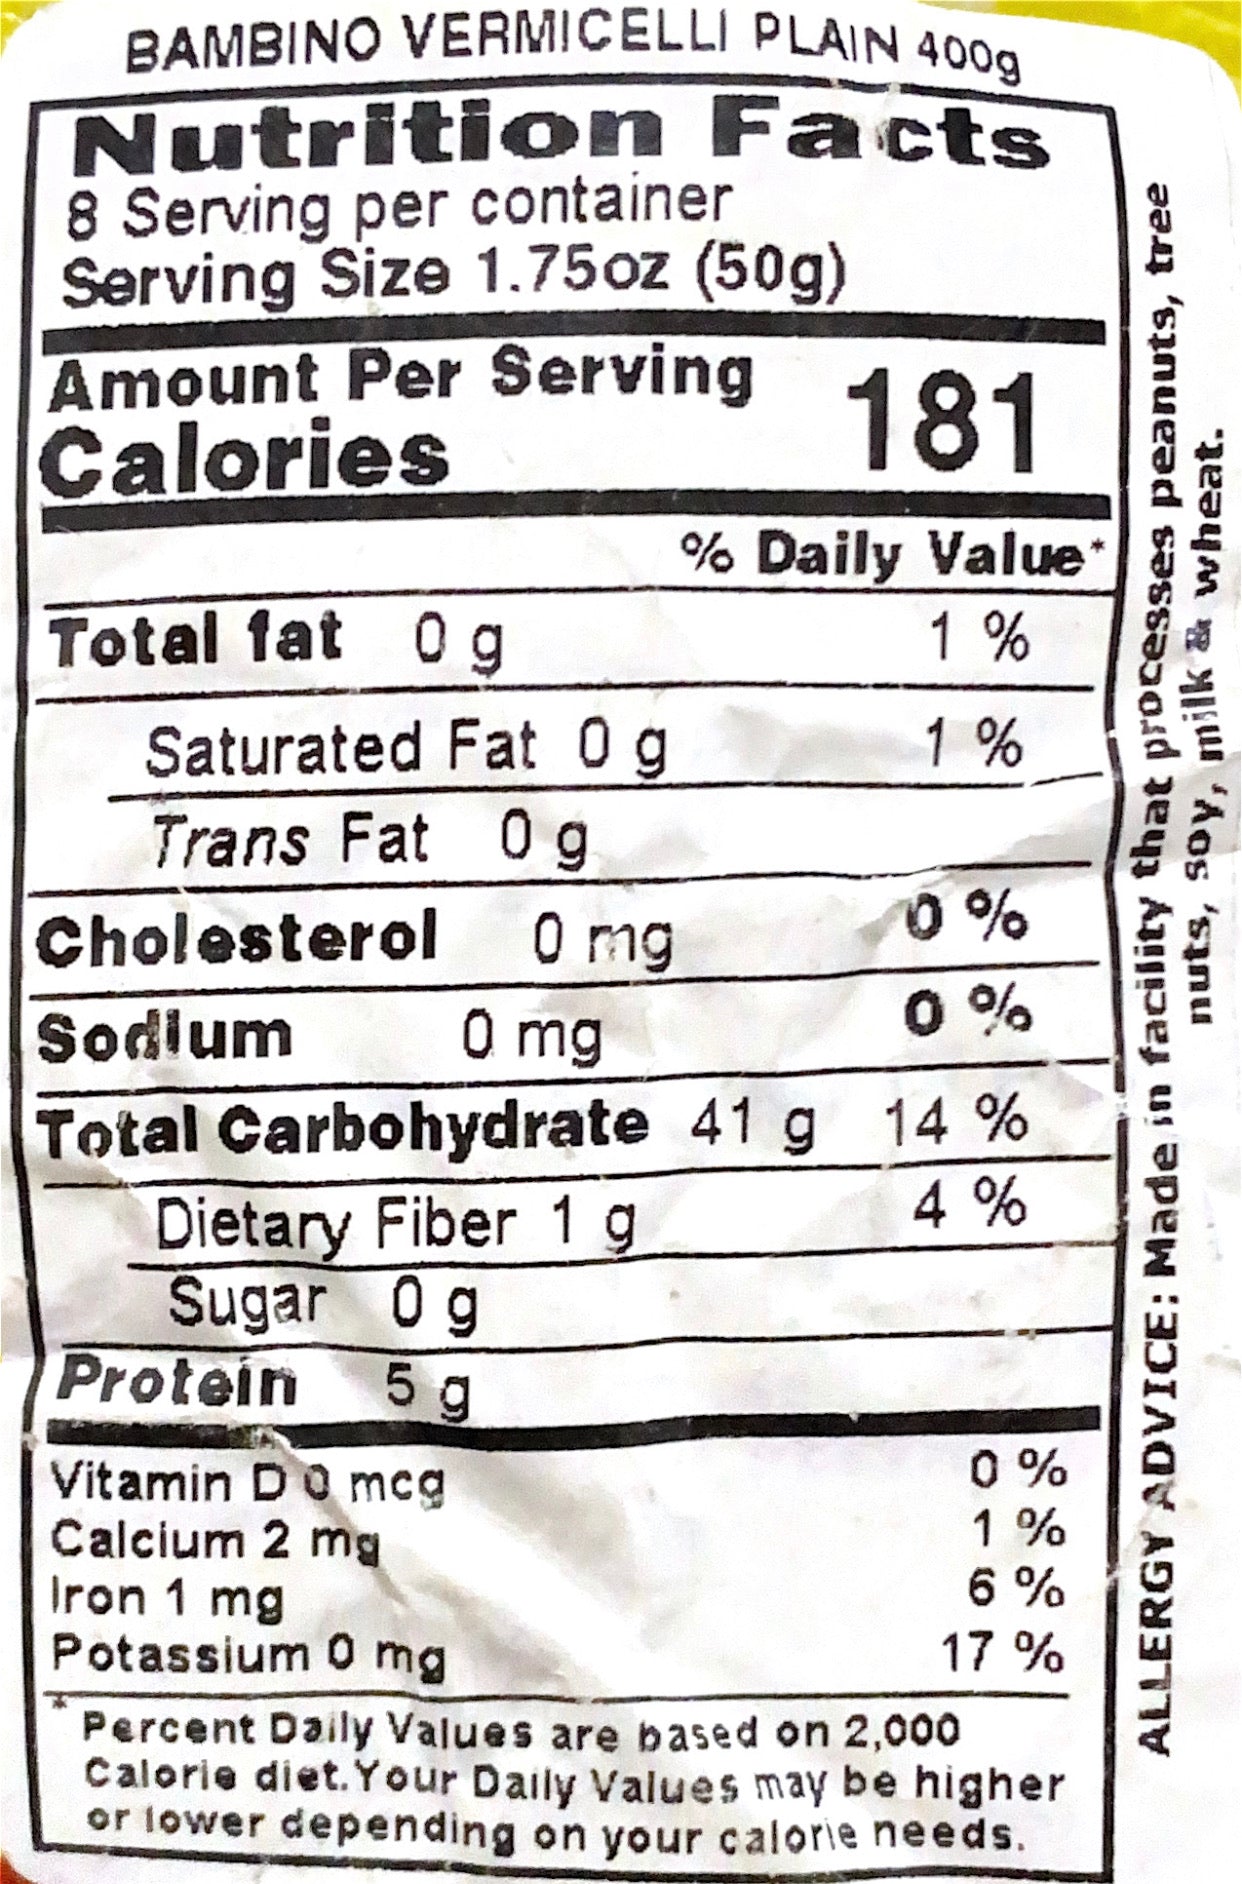 BAMBINO VERMICELLI PLAIN 400g
Nutrition Facts
8 Serving per container
Serving Size 1.75oz (50g)
Amount Per Serving
Calories 181
% Daily Value*
Total fat 0 g 1 %
Saturated Fat 0 g 1 %
Trans Fat 0 g
Cholesterol 0 mg 0 %
Sodium 0 mg 0 %
Total Carbohydrate 41 g 14 %
Dietary Fiber 1 g 4 %
Sugar 0 g
Protein 5 g
Vitamin D 0 mcg 0 %
Calcium 2 mg 1 %
Iron 1 mg 6 %
Potassium 0 mg 17 %
* Percent Daily Values are based on 2,000
Calorie diet.Your Daily Values may be higher
or lower depending on your calorie needs.
ALLERGY ADVICE: Made in facility that processes peanuts, tree
nuts, soy, milk & wheat.